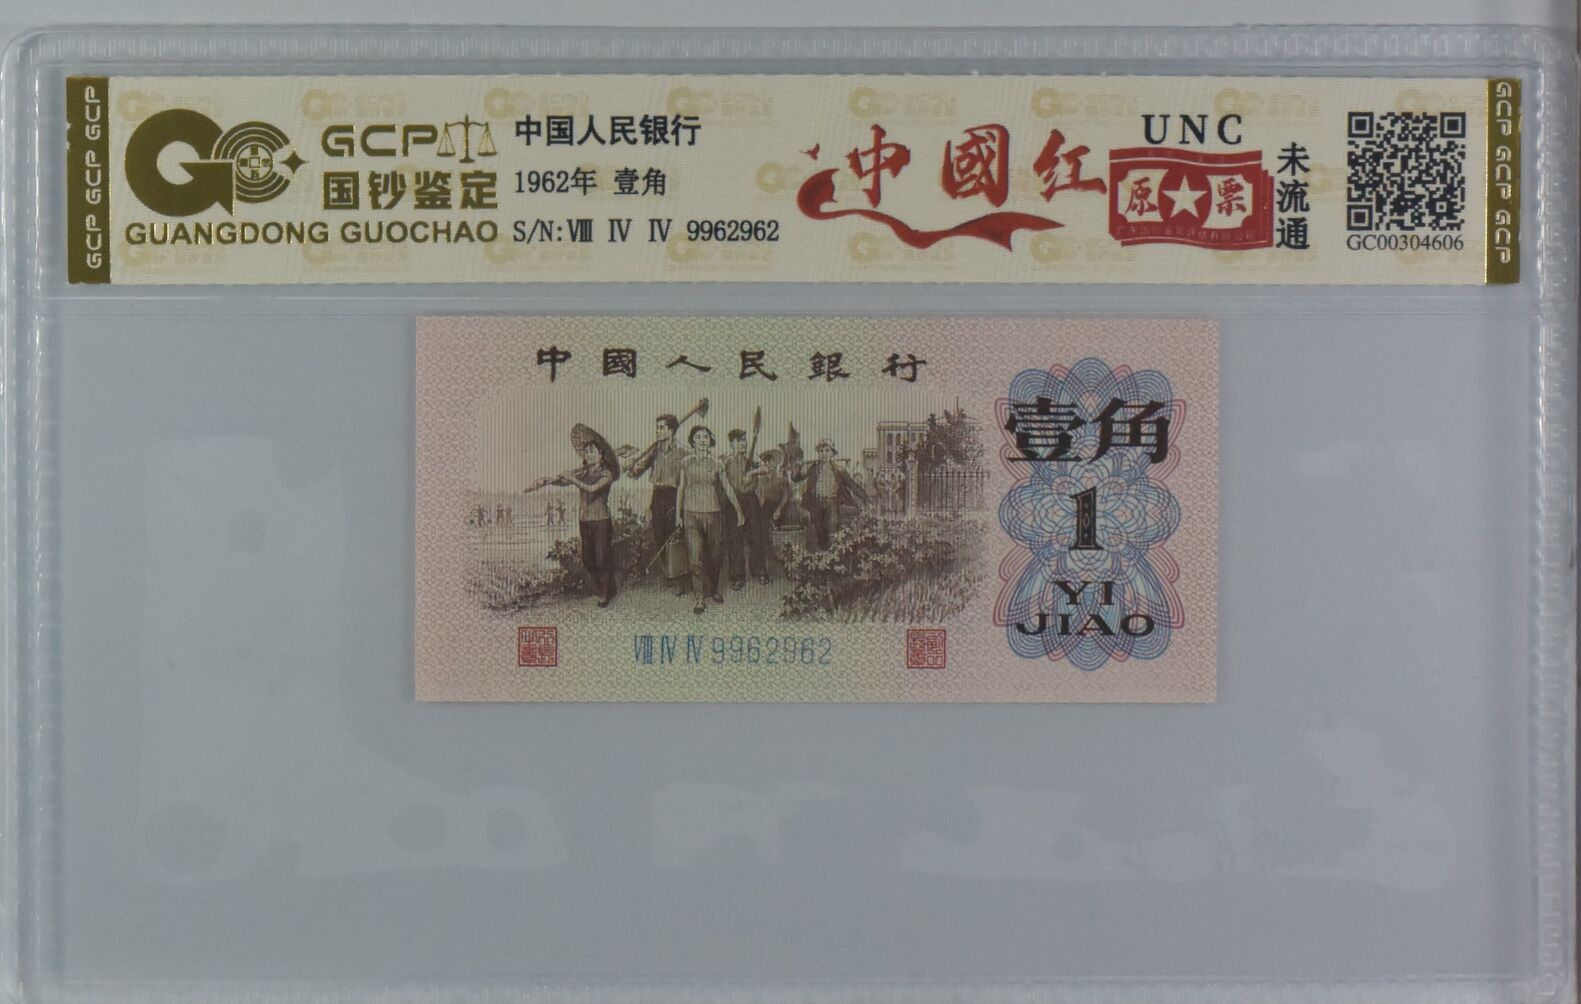 GCP GCP GCP
GCP
国钞鉴定
GUANGDONG GUOCHAO
中国人民银行
1962年 壹角
S/N:Ⅷ Ⅳ Ⅳ 9962962
中國红
UNC
原★票
未流通
GC00304606
GCP GCP GCP
中國人民銀行
壹角
1
YI
JIAO
Ⅷ Ⅳ Ⅳ 9962962